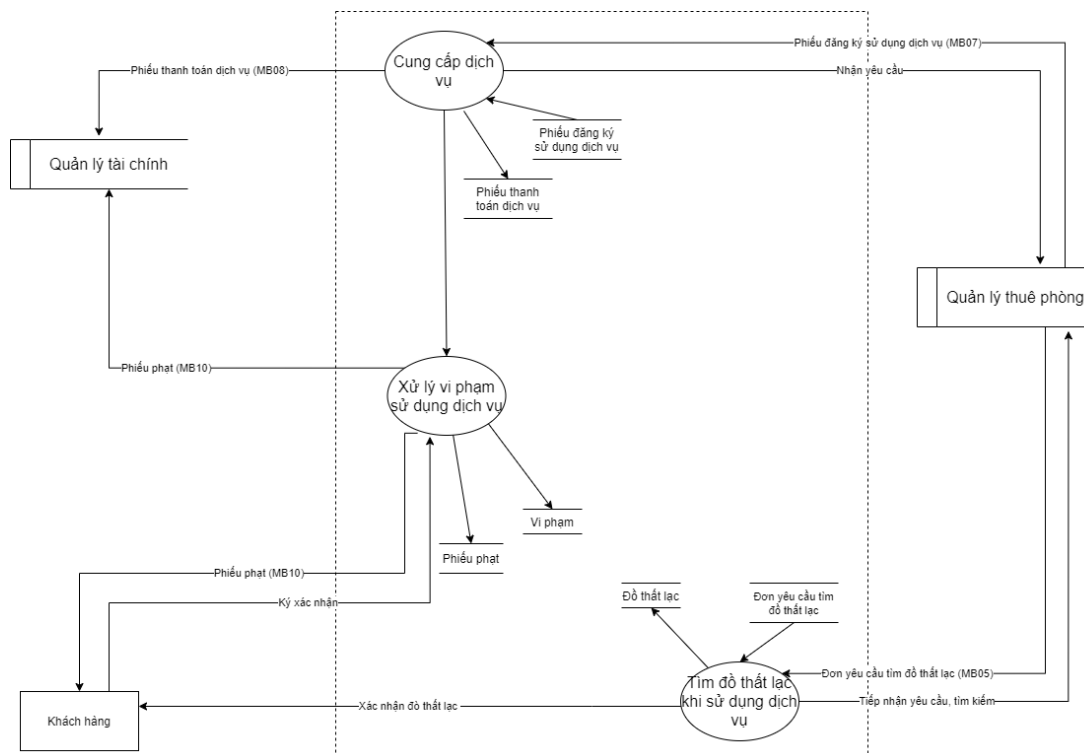 Phiếu đăng ký sử dụng dịch vụ (MB07)
Cung cấp dịch
vụ
Phiếu thanh toán dịch vụ (MB08)
Nhận yêu cầu
Phiếu đăng ký
sử dụng dịch vụ
Quản lý tài chính
Phiếu thanh
toán dịch vụ
Quản lý thuê phòng
Phiếu phạt (MB10)
Xử lý vi phạm
sử dụng dịch vụ
Vi phạm
Phiếu phạt
Phiếu phạt (MB10)
Ký xác nhận
Đồ thất lạc
Đơn yêu cầu tìm
đồ thất lạc
Đơn yêu cầu tìm đồ thất lạc (MB05)
Tìm đồ thất lạc
khi sử dụng dịch
vụ
Tiếp nhận yêu cầu, tìm kiếm
Xác nhận đò thất lạc
Khách hàng